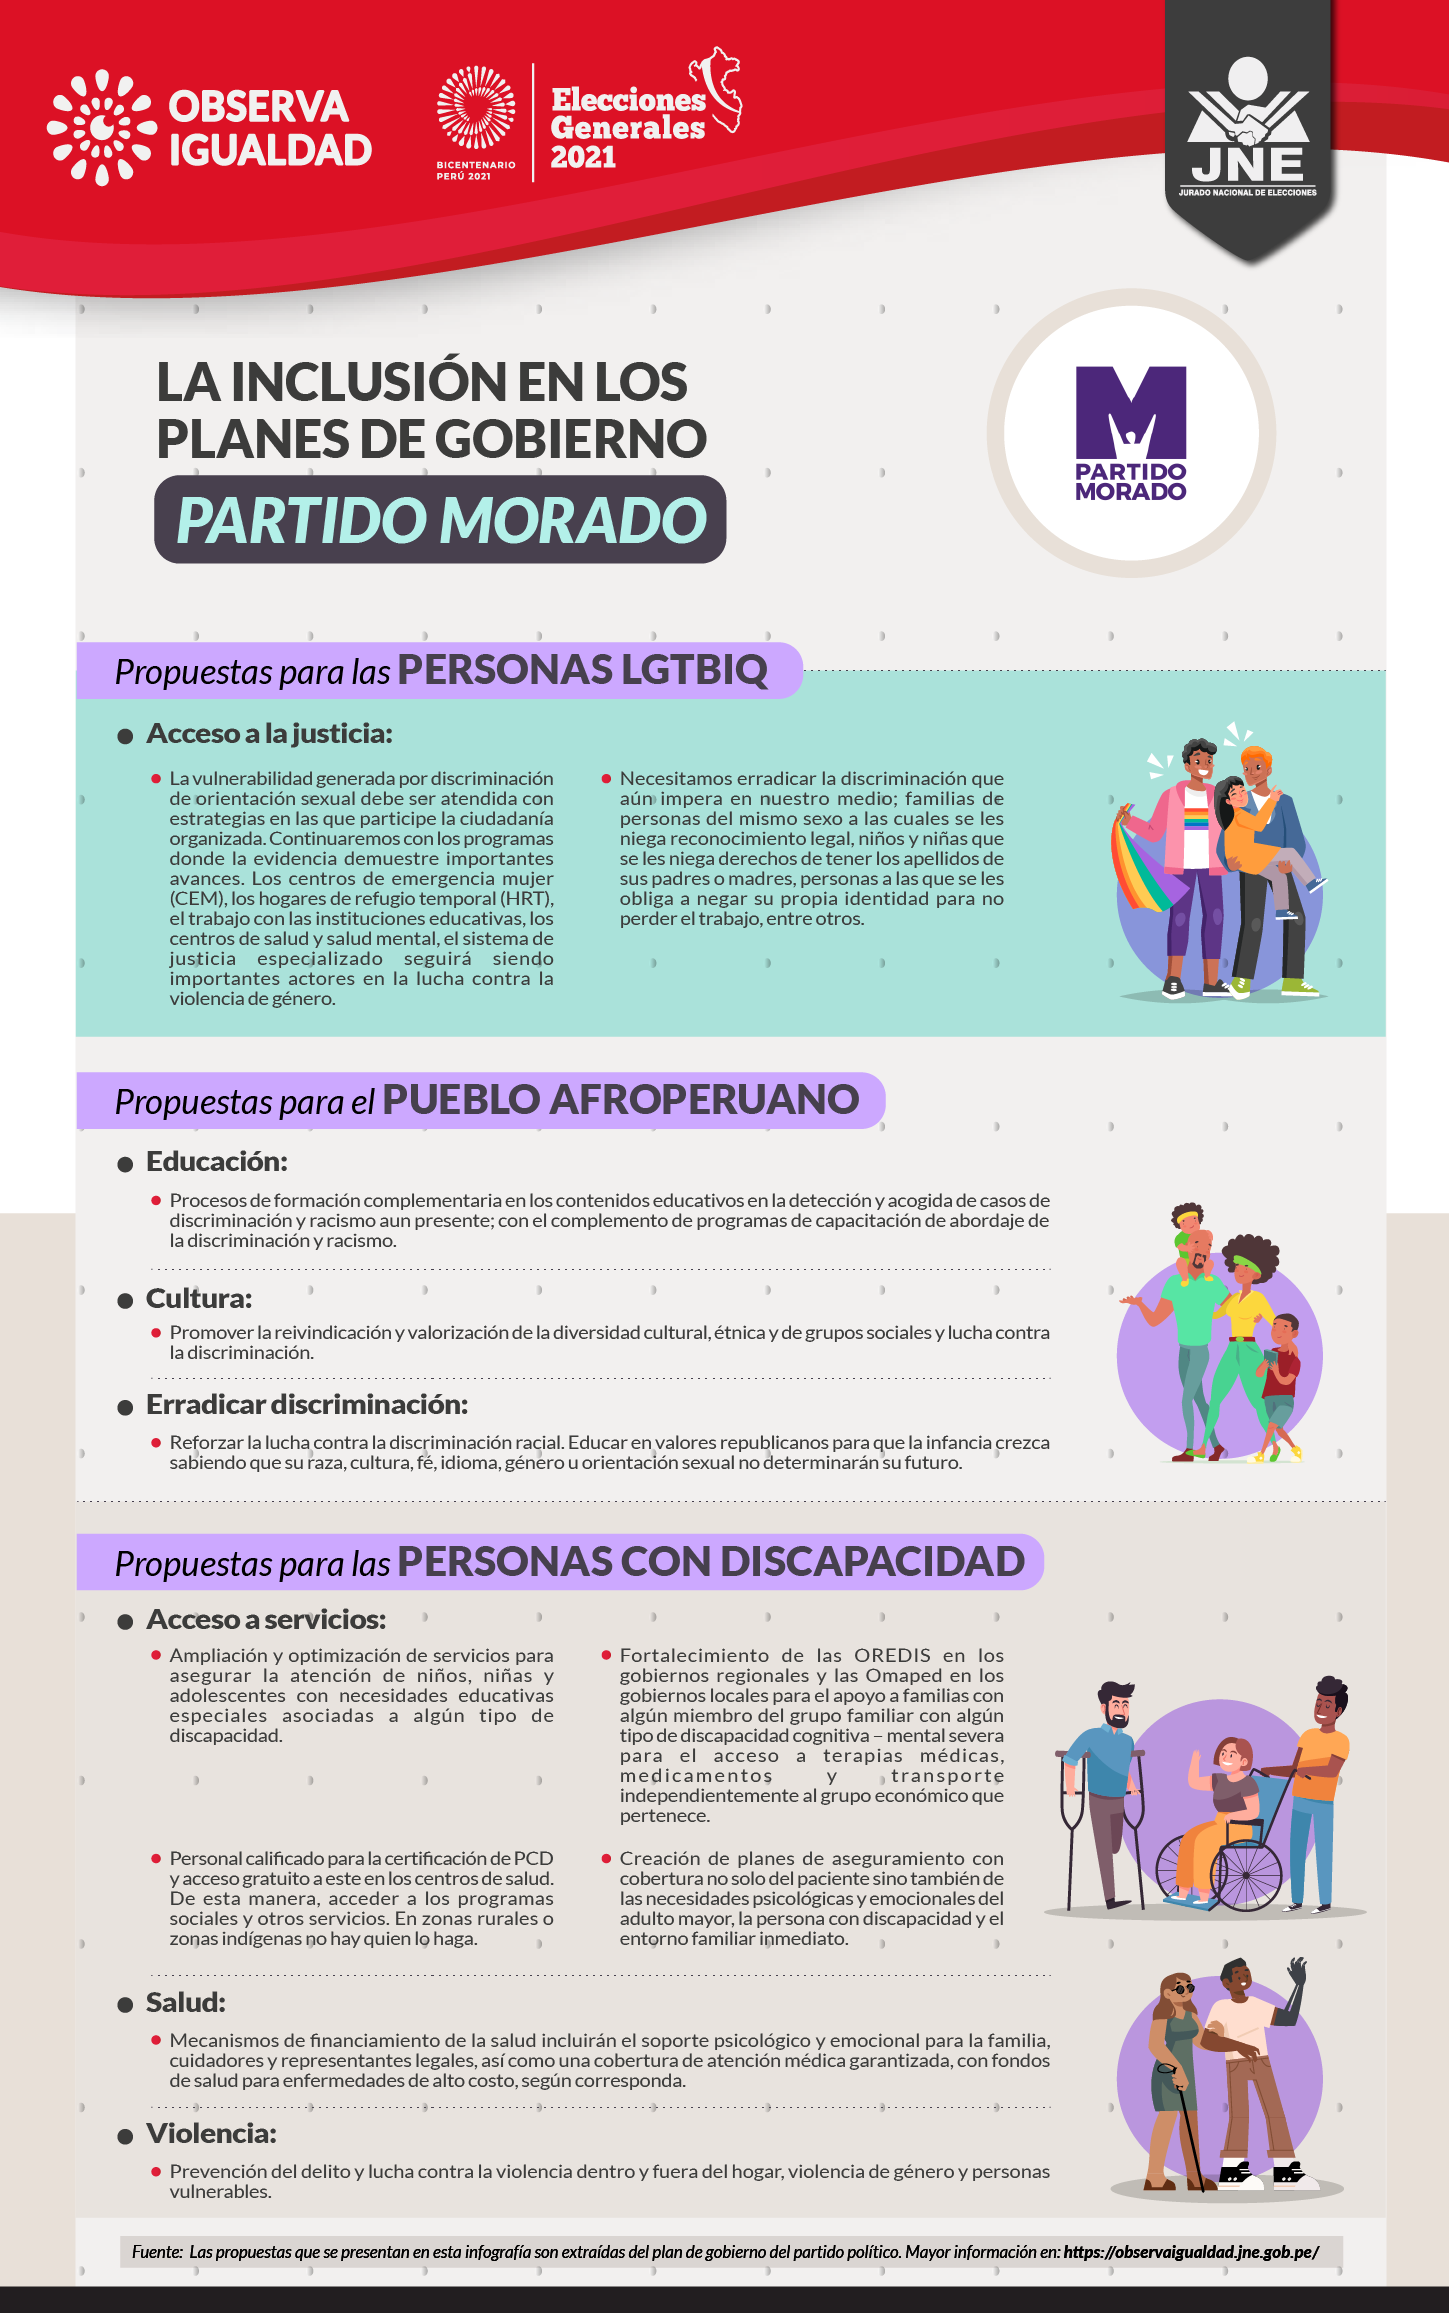 OBSERVA
IGUALDAD
BICENTENARIO
PERÚ 2021
Elecciones
Generales
2021
JNE
JURADO NACIONAL DE ELECCIONES
LA INCLUSIÓN EN LOS
PLANES DE GOBIERNO
PARTIDO MORADO
PARTIDO
MORADO
Propuestas para las PERSONAS LGTBIQ
Acceso a la justicia:
La vulnerabilidad generada por discriminación
de orientación sexual debe ser atendida con
estrategias en las que participe la ciudadanía
organizada. Continuaremos con los programas
donde la evidencia demuestre importantes
avances. Los centros de emergencia mujer
(CEM), los hogares de refugio temporal (HRT),
el trabajo con las instituciones educativas, los
centros de salud y salud mental, el sistema de
justicia especializado seguirá siendo
importantes actores en la lucha contra la
violencia de género.
Necesitamos erradicar la discriminación que
aún impera en nuestro medio; familias de
personas del mismo sexo a las cuales se les
niega reconocimiento legal, niños y niñas que
se les niega derechos de tener los apellidos de
sus padres o madres, personas a las que se les
obliga a negar su propia identidad para no
perder el trabajo, entre otros.
Propuestas para el PUEBLO AFROPERUANO
Educación:
Procesos de formación complementaria en los contenidos educativos en la detección y acogida de casos de
discriminación y racismo aun presente; con el complemento de programas de capacitación de abordaje de
la discriminación y racismo.
Cultura:
Promover la reivindicación y valorización de la diversidad cultural, étnica y de grupos sociales y lucha contra
la discriminación.
Erradicar discriminación:
Reforzar la lucha contra la discriminación racial. Educar en valores republicanos para que la infancia crezca
sabiendo que su raza, cultura, fé, idioma, género u orientación sexual no determinarán su futuro.
Propuestas para las PERSONAS CON DISCAPACIDAD
Acceso a servicios:
Ampliación y optimización de servicios para
asegurar la atención de niños, niñas y
adolescentes con necesidades educativas
especiales asociadas a algún tipo de
discapacidad.
Fortalecimiento de las OREDIS en los
gobiernos regionales y las Omaped en los
gobiernos locales para el apoyo a familias con
algún miembro del grupo familiar con algún
tipo de discapacidad cognitiva – mental severa
para el acceso a terapias médicas,
medicamentos y transporte
independientemente al grupo económico que
pertenece.
Personal calificado para la certificación de PCD
y acceso gratuito a este en los centros de salud.
De esta manera, acceder a los programas
sociales y otros servicios. En zonas rurales o
zonas indígenas no hay quien lo haga.
Creación de planes de aseguramiento con
cobertura no solo del paciente sino también de
las necesidades psicológicas y emocionales del
adulto mayor, la persona con discapacidad y el
entorno familiar inmediato.
Salud:
Mecanismos de financiamiento de la salud incluirán el soporte psicológico y emocional para la familia,
cuidadores y representantes legales, así como una cobertura de atención médica garantizada, con fondos
de salud para enfermedades de alto costo, según corresponda.
Violencia:
Prevención del delito y lucha contra la violencia dentro y fuera del hogar, violencia de género y personas
vulnerables.
Fuente: Las propuestas que se presentan en esta infografía son extraídas del plan de gobierno del partido político. Mayor información en: https://observaigualdad.jne.gob.pe/